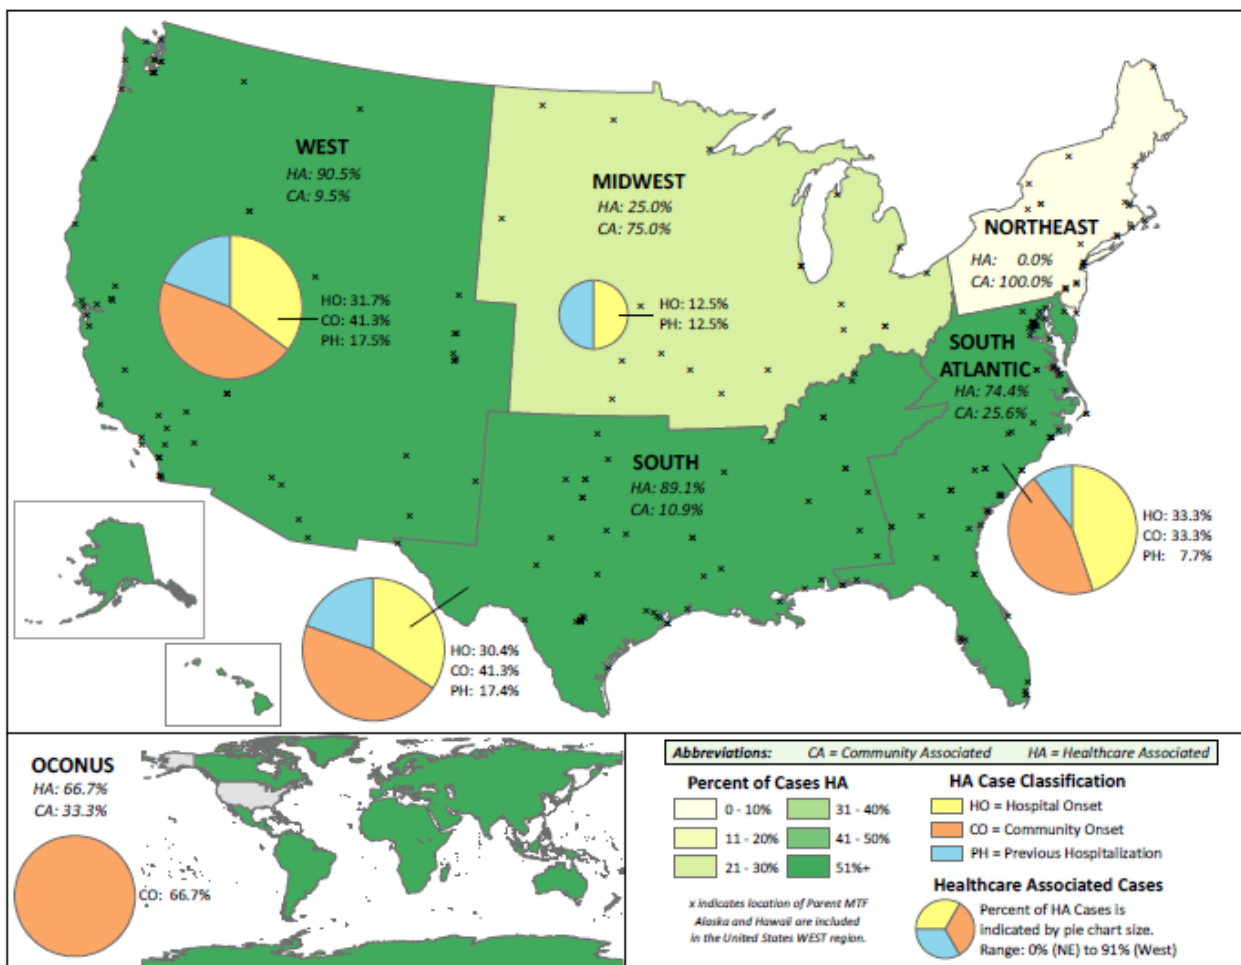 WEST
HA: 90.5%
CA: 9.5%
HO: 31.7%
CO: 41.3%
PH: 17.5%
MIDWEST
HA: 25.0%
CA: 75.0%
HO: 12.5%
PH: 12.5%
NORTHEAST
HA: 0.0%
CA: 100.0%
SOUTH
ATLANTIC
HA: 74.4%
CA: 25.6%
HO: 33.3%
CO: 33.3%
PH: 7.7%
SOUTH
HA: 89.1%
CA: 10.9%
HO: 30.4%
CO: 41.3%
PH: 17.4%
OCONUS
HA: 66.7%
CA: 33.3%
CO: 66.7%
Abbreviations: CA = Community Associated HA = Healthcare Associated
Percent of Cases HA
0 - 10%
11 - 20%
21 - 30%
31 - 40%
41 - 50%
51%+
x indicates location of Parent MTF
Alaska and Hawaii are included
in the United States WEST region.
HA Case Classification
HO = Hospital Onset
CO = Community Onset
PH = Previous Hospitalization
Healthcare Associated Cases
Percent of HA Cases is
indicated by pie chart size.
Range: 0% (NE) to 91% (West)